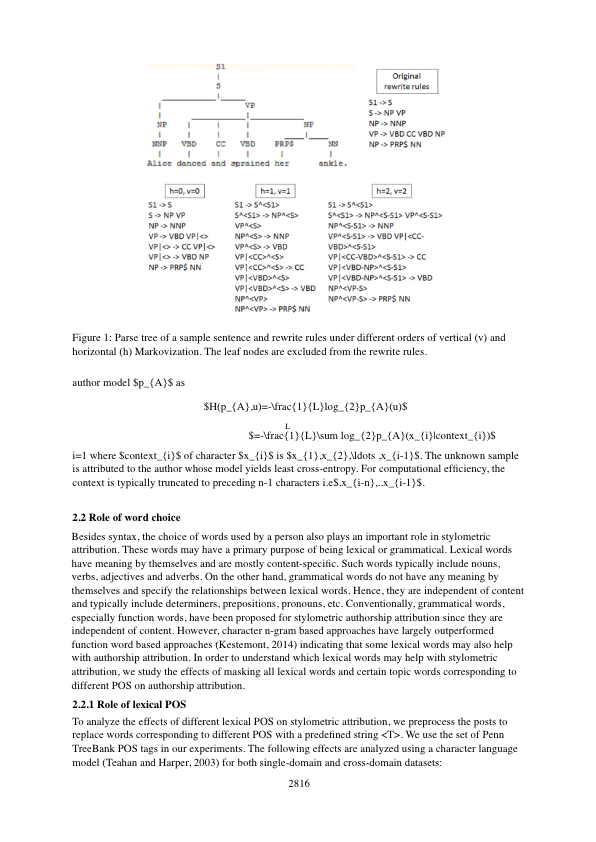 S1
S
VP
NP NP
NNP VBD CC VBD PRP$ NN
Alice danced and sprained her ankle.
Original
rewrite rules
S1 -> S
S -> NP VP
NP -> NNP
VP -> VBD CC VBD NP
NP -> PRP$ NN
h=0, v=0
S1 -> S
S -> NP VP
NP -> NNP
VP -> VBD VP|<>
VP|<> -> CC VP|<>
VP|<> -> VBD NP
NP -> PRP$ NN
h=1, v=1
S1 -> S^<S1>
S^<S1> -> NP^<S>
VP^<S>
NP^<S> -> NNP
VP^<S> -> VBD
VP|<CC>^<S>
VP|<CC>^<S> -> CC
VP|<VBD>^<S>
VP|<VBD>^<S> -> VBD
NP^<VP>
NP^<VP> -> PRP$ NN
h=2, v=2
S1 -> S^<S1>
S^<S1> -> NP^<S-S1> VP^<S-S1>
NP^<S-S1> -> NNP
VP^<S-S1> -> VBD VP|<CC-
VBD>^<S-S1>
VP|<CC-VBD>^<S-S1> -> CC
VP|<VBD-NP>^<S-S1>
VP|<VBD-NP>^<S-S1> -> VBD
NP^<VP-S>
NP^<VP-S> -> PRP$ NN
Figure 1: Parse tree of a sample sentence and rewrite rules under different orders of vertical (v) and
horizontal (h) Markovization. The leaf nodes are excluded from the rewrite rules.
author model $p_{A}$ as
$H(p_{A},u)=-\frac{1}{L}log_{2}p_{A}(u)$
L
$=-\frac{1}{L}\sum log_{2}p_{A}(x_{i}|context_{i})$
i=1 where $context_{i}$ of character $x_{i}$ is $x_{1},x_{2},\ldots ,x_{i-1}$. The unknown sample
is attributed to the author whose model yields least cross-entropy. For computational efficiency, the
context is typically truncated to preceding n-1 characters i.e$.x_{i-n},..x_{i-1}$.
2.2 Role of word choice
Besides syntax, the choice of words used by a person also plays an important role in stylometric
attribution. These words may have a primary purpose of being lexical or grammatical. Lexical words
have meaning by themselves and are mostly content-specific. Such words typically include nouns,
verbs, adjectives and adverbs. On the other hand, grammatical words do not have any meaning by
themselves and specify the relationships between lexical words. Hence, they are independent of content
and typically include determiners, prepositions, pronouns, etc. Conventionally, grammatical words,
especially function words, have been proposed for stylometric authorship attribution since they are
independent of content. However, character n-gram based approaches have largely outperformed
function word based approaches (Kestemont, 2014) indicating that some lexical words may also help
with authorship attribution. In order to understand which lexical words may help with stylometric
attribution, we study the effects of masking all lexical words and certain topic words corresponding to
different POS on authorship attribution.
2.2.1 Role of lexical POS
To analyze the effects of different lexical POS on stylometric attribution, we preprocess the posts to
replace words corresponding to different POS with a predefined string <T>. We use the set of Penn
TreeBank POS tags in our experiments. The following effects are analyzed using a character language
model (Teahan and Harper, 2003) for both single-domain and cross-domain datasets:
2816